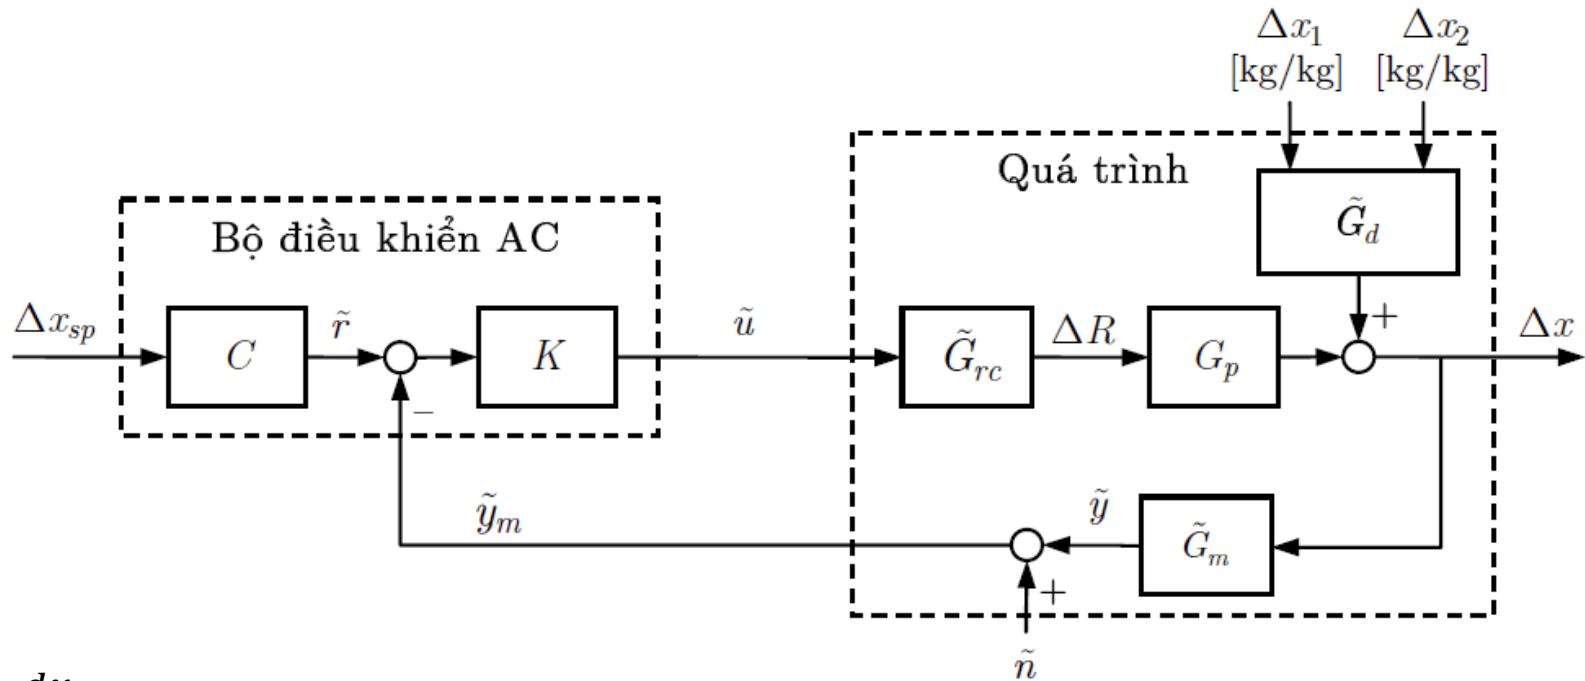 Δx₁ Δx₂
[kg/kg] [kg/kg]
Quá trình
G̃_d
Bộ điều khiển AC
Δx_sp
C
r̃
K
ũ
G̃_rc
ΔR
G_p
+
Δx
−
ỹ_m
ỹ
G̃_m
+
ñ